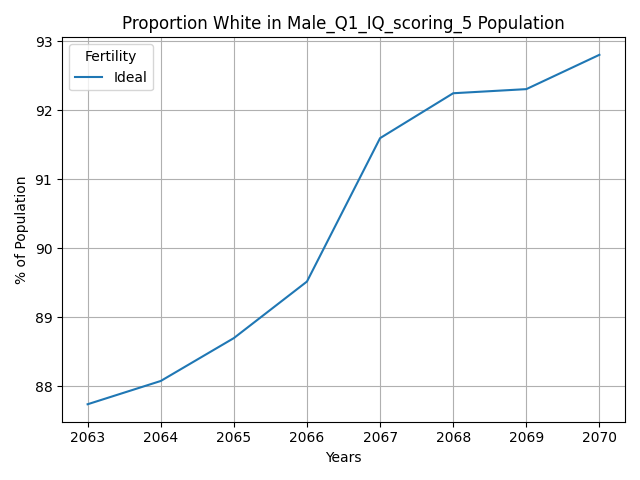 Proportion White in Male_Q1_IQ_scoring_5 Population
93
Fertility
Ideal
92
91
90
89
88
% of Population
2063 2064 2065 2066 2067 2068 2069 2070
Years